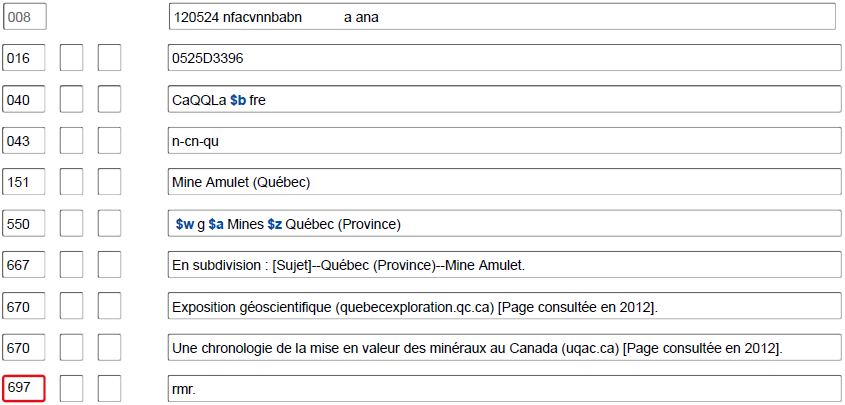 008 120524 nfacvnnbabn a ana
016 0525D3396
040 CaQQLa $b fre
043 n-cn-qu
151 Mine Amulet (Québec)
550 $w g $a Mines $z Québec (Province)
667 En subdivision : [Sujet]--Québec (Province)--Mine Amulet.
670 Exposition géoscientifique (quebecexploration.qc.ca) [Page consultée en 2012].
670 Une chronologie de la mise en valeur des minéraux au Canada (uqac.ca) [Page consultée en 2012].
697 rmr.